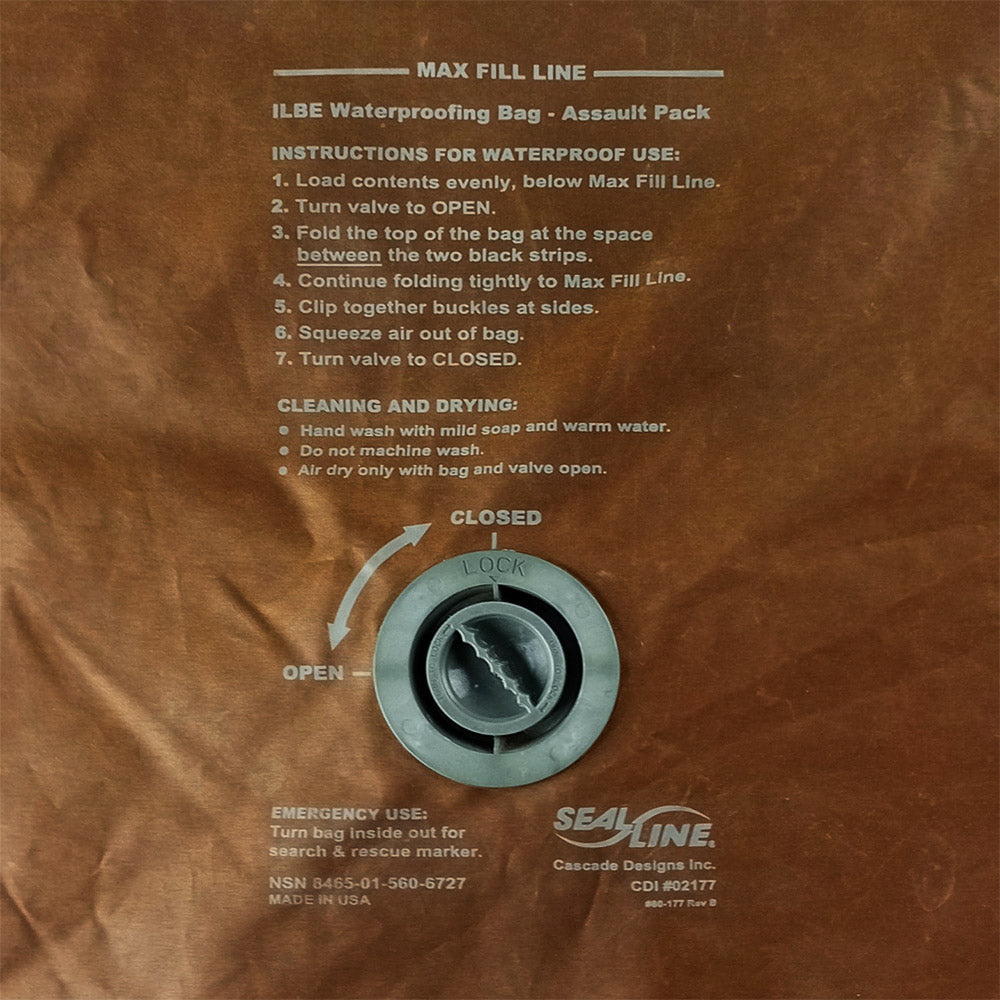 MAX FILL LINE
ILBE Waterproofing Bag - Assault Pack
INSTRUCTIONS FOR WATERPROOF USE:
1. Load contents evenly, below Max Fill Line.
2. Turn valve to OPEN.
3. Fold the top of the bag at the space
between the two black strips.
4. Continue folding tightly to Max Fill Line.
5. Clip together buckles at sides.
6. Squeeze air out of bag.
7. Turn valve to CLOSED.
CLEANING AND DRYING:
• Hand wash with mild soap and warm water.
• Do not machine wash.
• Air dry only with bag and valve open.
CLOSED
LOCK
OPEN
EMERGENCY USE:
Turn bag inside out for
search & rescue marker.
NSN 8465-01-560-6727
MADE IN USA
SEAL LINE®
Cascade Designs Inc.
CDI #02177
#80-177 Rev B